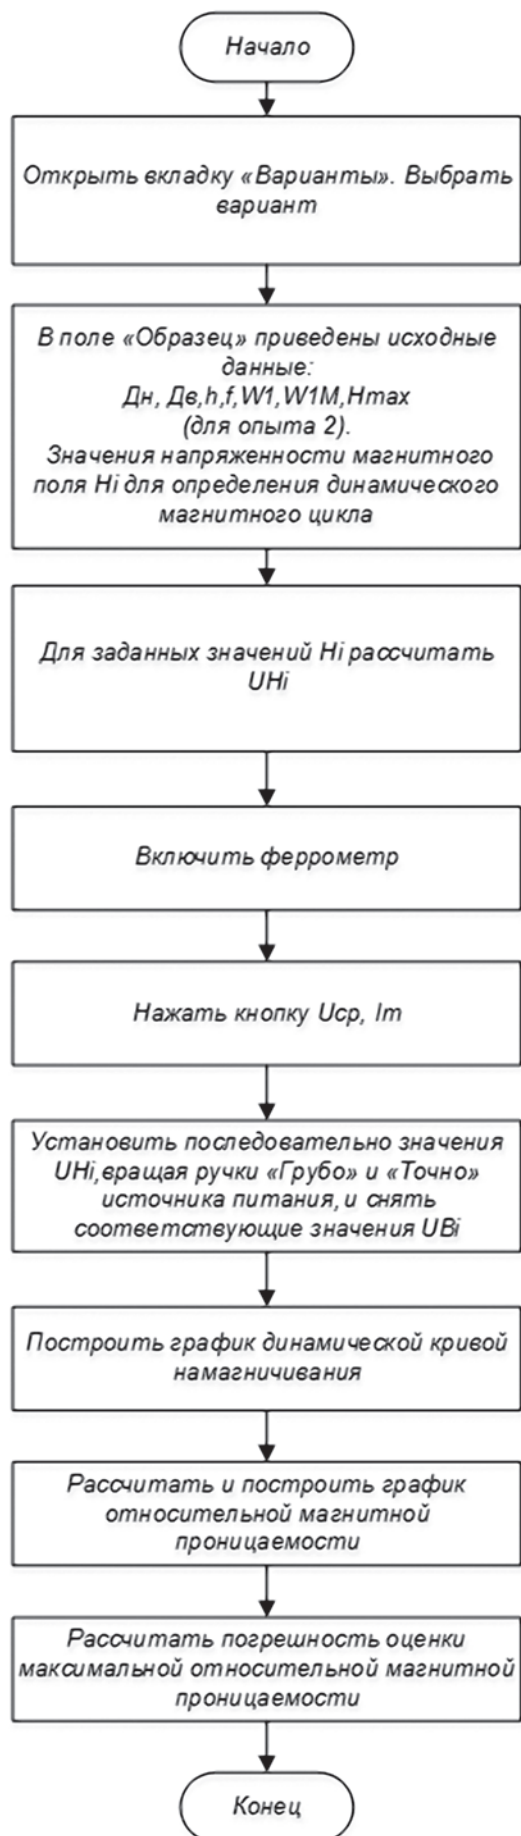 Начало
Открыть вкладку «Варианты». Выбрать
вариант
В поле «Образец» приведены исходные
данные:
Дн, Дв,h,f,W1,W1M,Hmax
(для опыта 2).
Значения напряженности магнитного
поля Hi для определения динамического
магнитного цикла
Для заданных значений Hi рассчитать
UHi
Включить феррометр
Нажать кнопку Uср, Im
Установить последовательно значения
UHi,вращая ручки «Грубо» и «Точно»
источника питания, и снять
соответствующие значения UBi
Построить график динамической кривой
намагничивания
Рассчитать и построить график
относительной магнитной
проницаемости
Рассчитать погрешность оценки
максимальной относительной магнитной
проницаемости
Конец